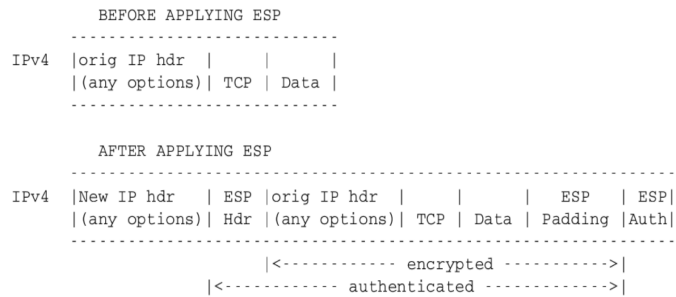 BEFORE APPLYING ESP
----------------------------
IPv4 |orig IP hdr | | |
|(any options)| TCP | Data |
----------------------------
AFTER APPLYING ESP
--------------------------------------------------------------
IPv4 |New IP hdr | ESP |orig IP hdr | | | ESP | ESP|
|(any options)| Hdr |(any options)| TCP | Data | Padding |Auth|
--------------------------------------------------------------
|<------------ encrypted ----------->|
|<------------ authenticated ------------->|